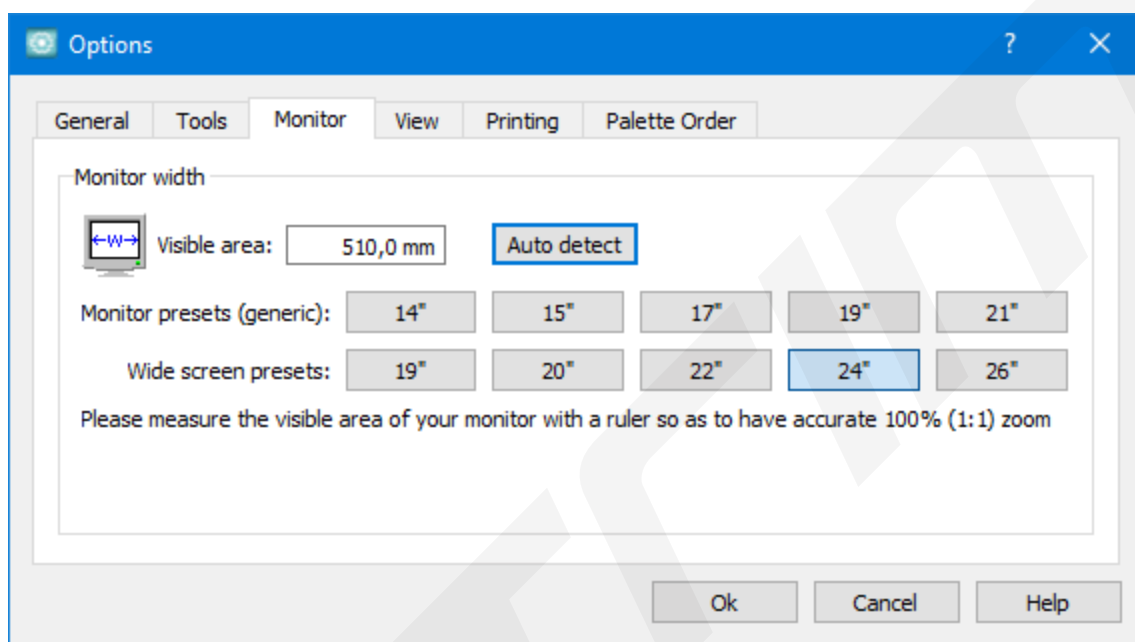 Options ?
General Tools Monitor View Printing Palette Order
Monitor width
←W→ Visible area: 510,0 mm Auto detect
Monitor presets (generic): 14" 15" 17" 19" 21"
Wide screen presets: 19" 20" 22" 24" 26"
Please measure the visible area of your monitor with a ruler so as to have accurate 100% (1:1) zoom
Ok Cancel Help